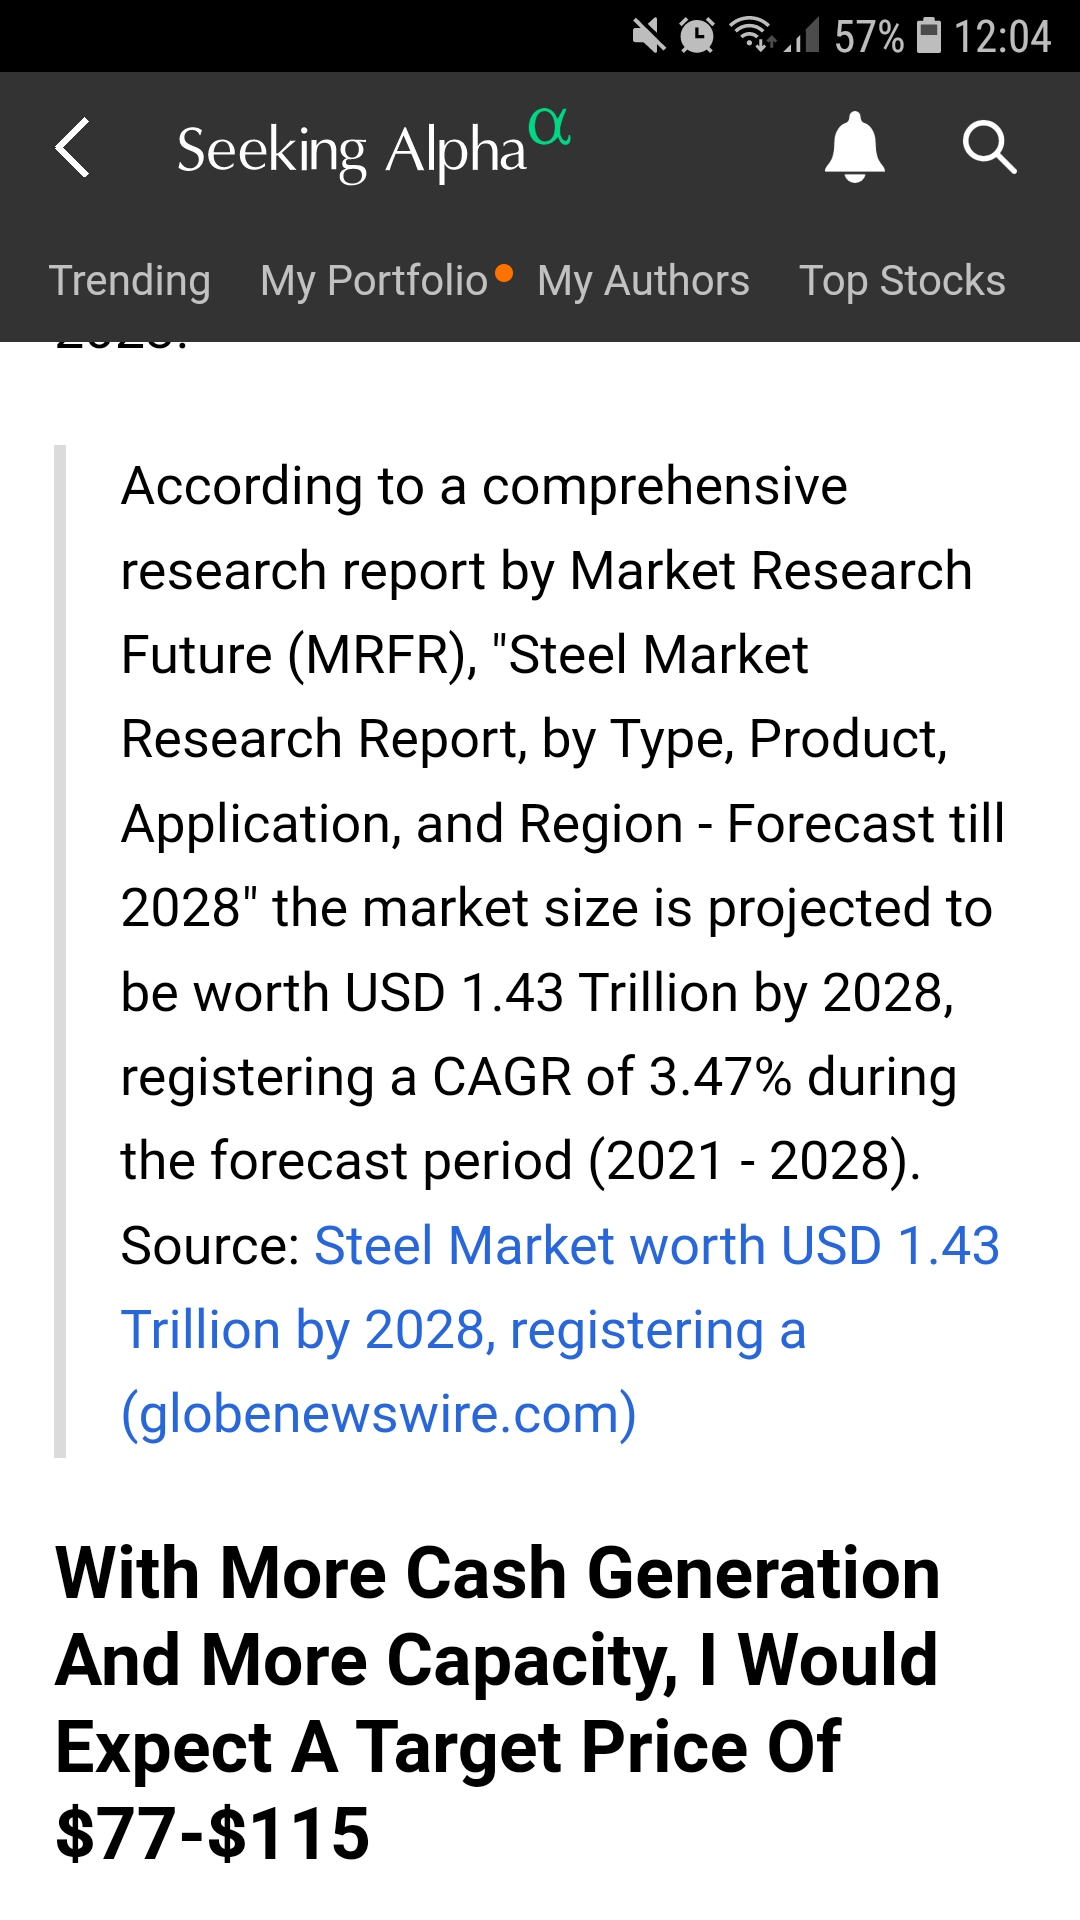 57% 12:04
Seeking Alpha α
Trending My Portfolio My Authors Top Stocks
According to a comprehensive
research report by Market Research
Future (MRFR), "Steel Market
Research Report, by Type, Product,
Application, and Region - Forecast till
2028" the market size is projected to
be worth USD 1.43 Trillion by 2028,
registering a CAGR of 3.47% during
the forecast period (2021 - 2028).
Source: Steel Market worth USD 1.43
Trillion by 2028, registering a
(globenewswire.com)
With More Cash Generation
And More Capacity, I Would
Expect A Target Price Of
$77-$115